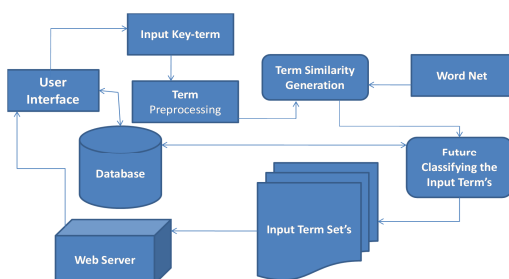 Input Key-term
User
Interface
Term
Preprocessing
Term Similarity
Generation
Word Net
Database
Future
Classifying the
Input Term's
Input Term Set's
Web Server